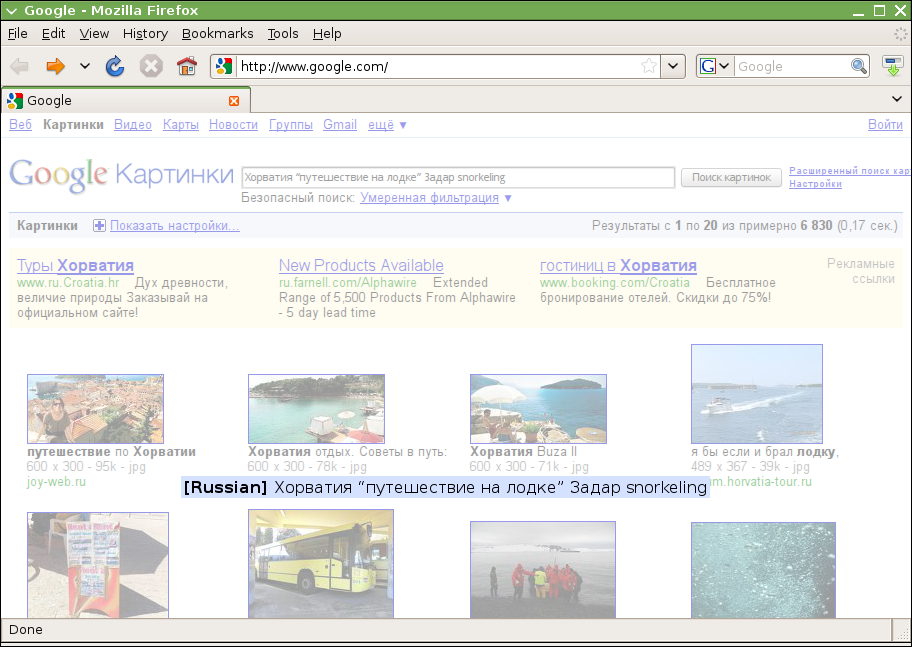 Google - Mozilla Firefox
File Edit View History Bookmarks Tools Help
http://www.google.com/
Google
Google
Веб Картинки Видео Карты Новости Группы Gmail ещё ▼ Войти
Google Картинки
Хорватия “путешествие на лодке” Задар snorkeling
Поиск картинок
Расширенный поиск кар
Настройки
Безопасный поиск: Умеренная фильтрация ▼
Картинки Показать настройки... Результаты с 1 по 20 из примерно 6 830 (0,17 сек.)
Туры Хорватия
www.ru.Croatia.hr Дух древности,
величие природы Заказывай на
официальном сайте!
New Products Available
ru.farnell.com/Alphawire Extended
Range of 5,500 Products From Alphawire
- 5 day lead time
гостиниц в Хорватия
www.booking.com/Croatia Бесплатное
бронирование отелей. Скидки до 75%!
Рекламные
ссылки
путешествие по Хорватии
600 x 300 - 95k - jpg
joy-web.ru
Хорватия отдых. Советы в путь:
600 x 300 - 78k - jpg
Хорватия Buza II
600 x 300 - 71k - jpg
я бы если и брал лодку,
489 x 367 - 39k - jpg
m.horvatia-tour.ru
[Russian] Хорватия “путешествие на лодке” Задар snorkeling
Done